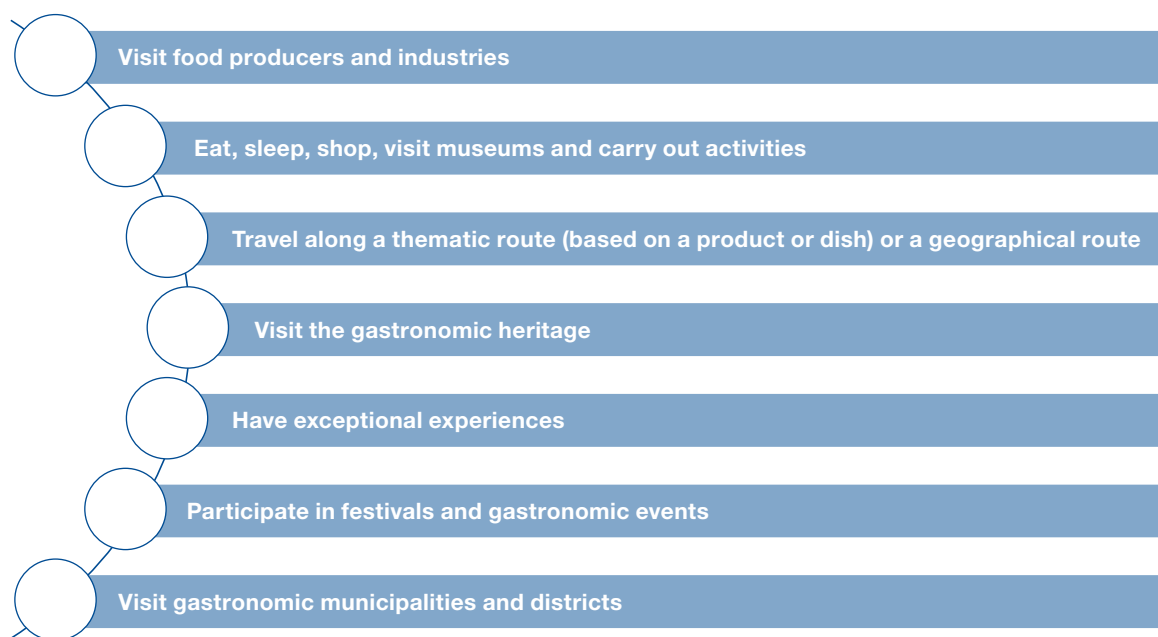 Visit food producers and industries
Eat, sleep, shop, visit museums and carry out activities
Travel along a thematic route (based on a product or dish) or a geographical route
Visit the gastronomic heritage
Have exceptional experiences
Participate in festivals and gastronomic events
Visit gastronomic municipalities and districts